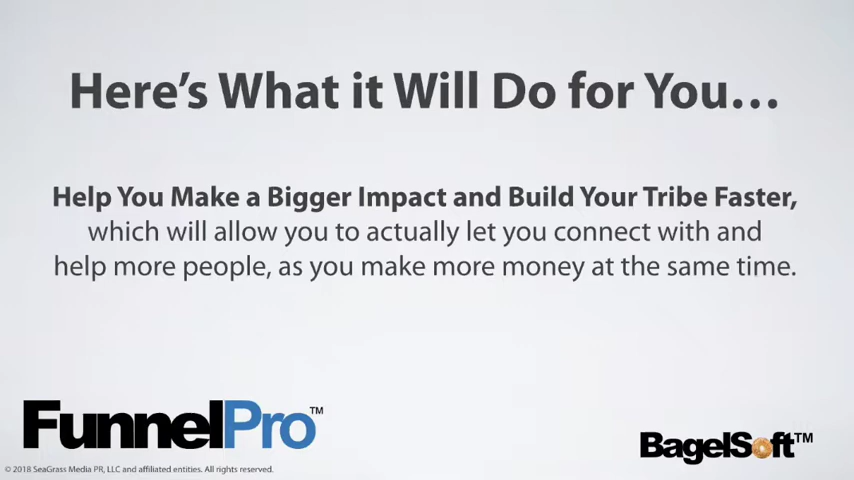 Here's What it Will Do for You…
Help You Make a Bigger Impact and Build Your Tribe Faster,
which will allow you to actually let you connect with and
help more people, as you make more money at the same time.
FunnelPro™
BagelSoft™
© 2018 SeaGrass Media PR, LLC and affiliated entities. All rights reserved.